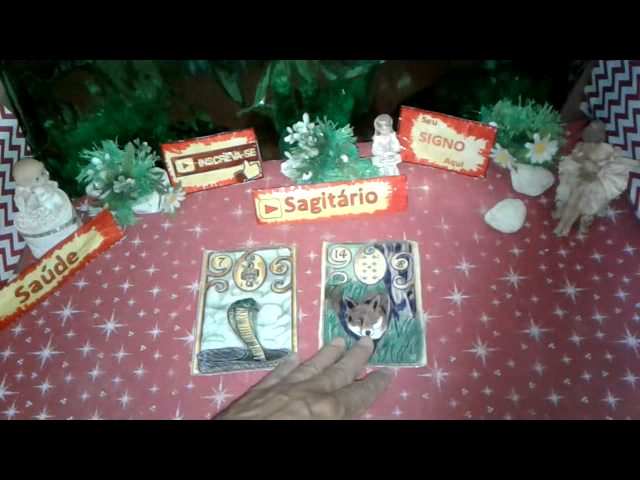 Seu
SIGNO
Aqui
INSCREVA-SE
Sagitário
Saúde
7
14